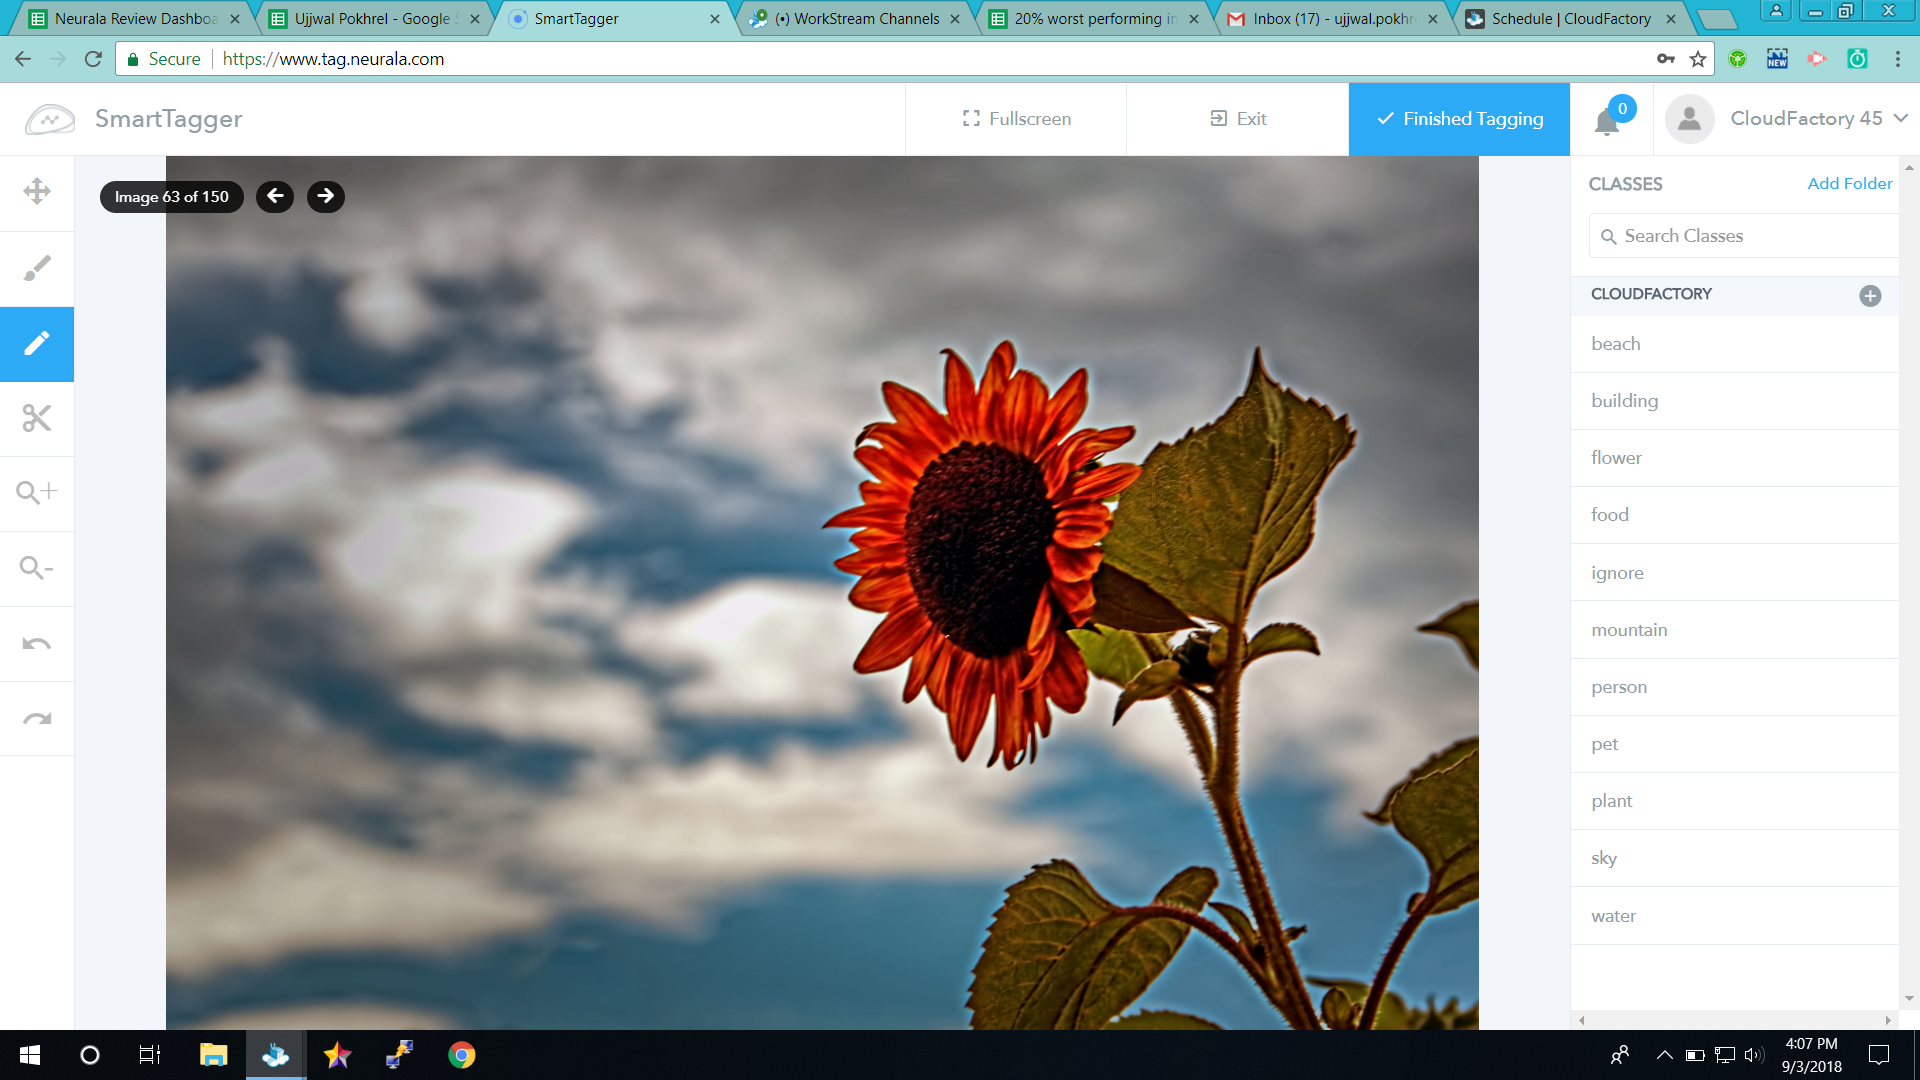 Neurala Review Dashboa
Ujjwal Pokhrel - Google S
SmartTagger
(•) WorkStream Channels
20% worst performing in
Inbox (17) - ujjwal.pokhr
Schedule | CloudFactory
Secure
https://www.tag.neurala.com
NEW
SmartTagger
Fullscreen
Exit
Finished Tagging
0
CloudFactory 45
Image 63 of 150
CLASSES
Add Folder
Search Classes
CLOUDFACTORY
beach
building
flower
food
ignore
mountain
person
pet
plant
sky
water
4:07 PM
9/3/2018